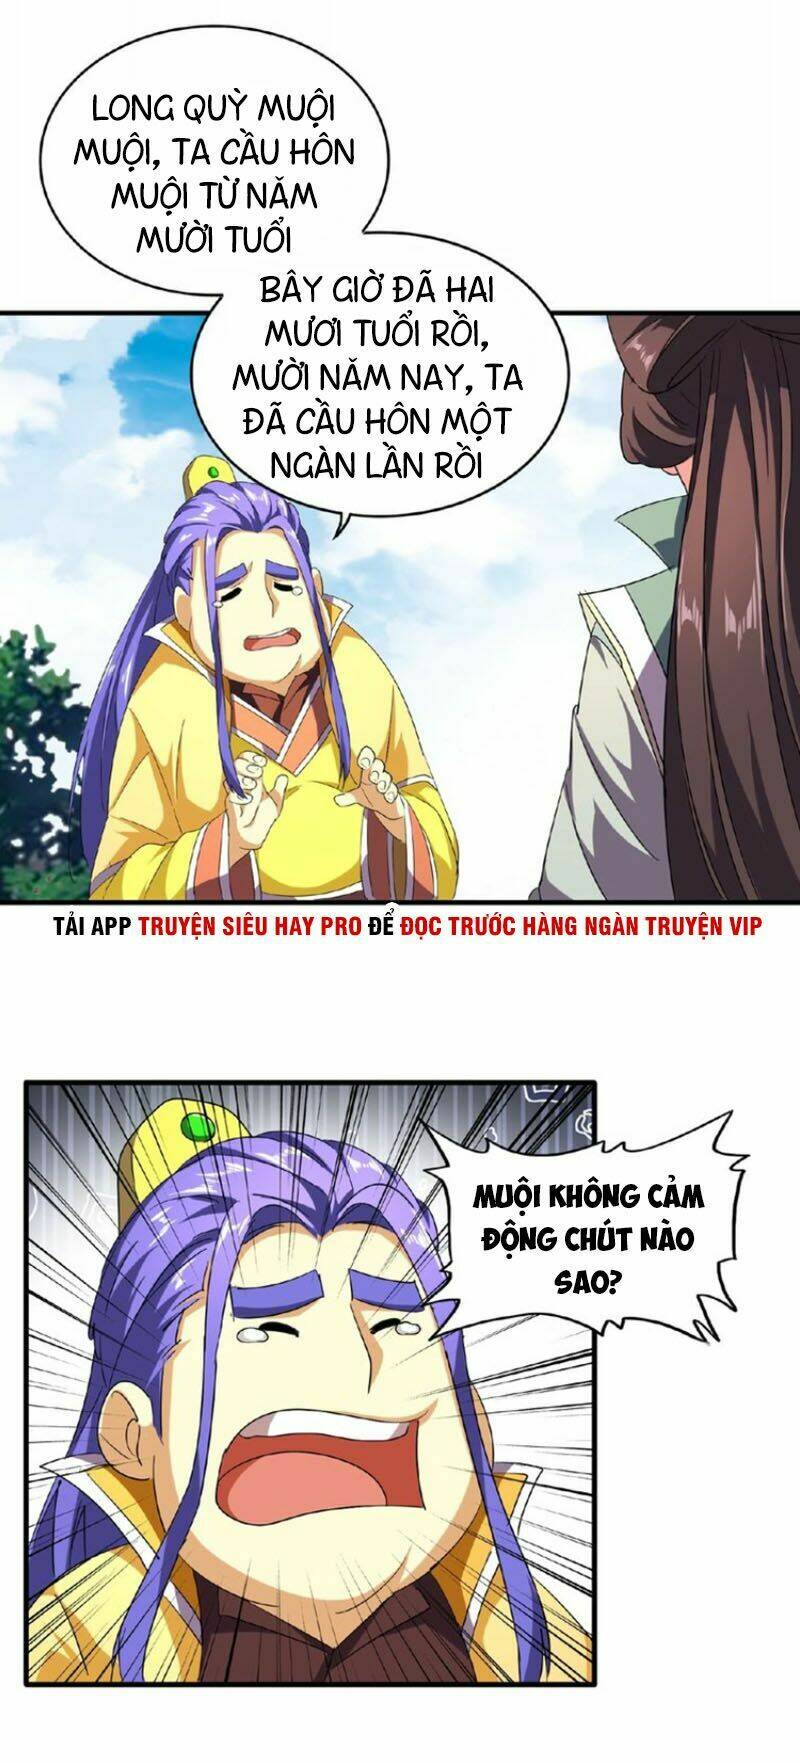 LONG QUỲ MUỘI
MUỘI, TA CẦU HÔN
MUỘI TỪ NĂM
MƯỜI TUỔI
BÂY GIỜ ĐÃ HAI
MƯƠI TUỔI RỒI,
MƯỜI NĂM NAY, TA
ĐÃ CẦU HÔN MỘT
NGÀN LẦN RỒI
TẢI APP TRUYỆN SIÊU HAY PRO ĐỂ ĐỌC TRƯỚC HÀNG NGÀN TRUYỆN VIP
MUỘI KHÔNG CẢM
ĐỘNG CHÚT NÀO
SAO?